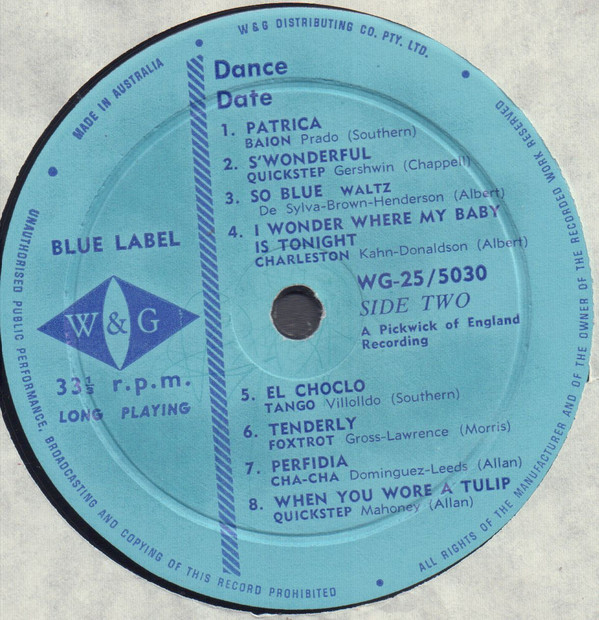 W & G DISTRIBUTING CO. PTY. LTD.
MADE IN AUSTRALIA
Dance
Date
1. PATRICA
BAION Prado (Southern)
2. S'WONDERFUL
QUICKSTEP Gershwin (Chappell)
3. SO BLUE WALTZ
De Sylva-Brown-Henderson (Albert)
4. I WONDER WHERE MY BABY
IS TONIGHT
CHARLESTON Kahn-Donaldson (Albert)
BLUE LABEL
W&G
33⅓ r.p.m.
LONG PLAYING
WG-25/5030
SIDE TWO
A Pickwick of England
Recording
5. EL CHOCLO
TANGO Villolldo (Southern)
6. TENDERLY
FOXTROT Gross-Lawrence (Morris)
7. PERFIDIA
CHA-CHA Dominguez-Leeds (Allan)
8. WHEN YOU WORE A TULIP
QUICKSTEP Mahoney (Allan)
ALL RIGHTS OF THE MANUFACTURER AND OF THE OWNER OF THE RECORDED WORK RESERVED
UNAUTHORISED PUBLIC PERFORMANCE, BROADCASTING AND COPYING OF THIS RECORD PROHIBITED